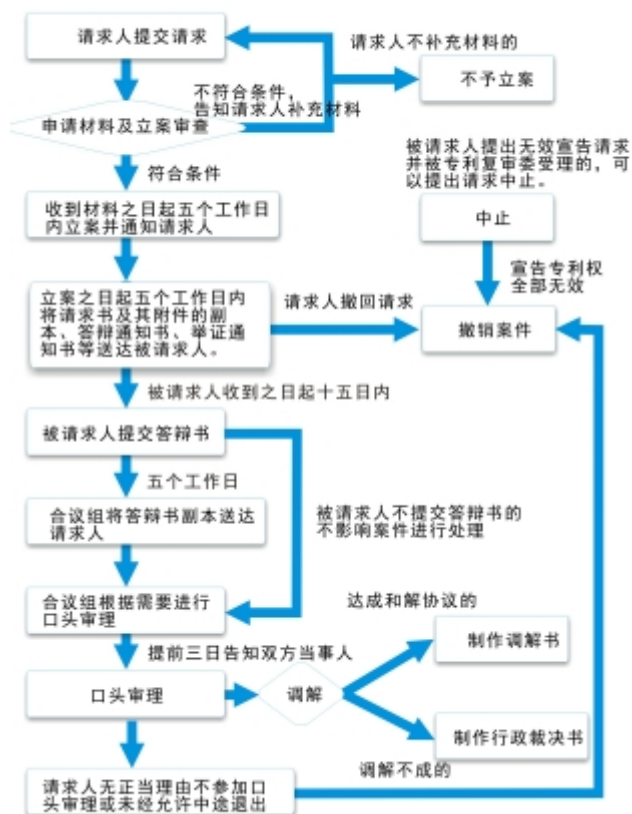 请求人提交请求
请求人不补充材料的
不予立案
不符合条件，
告知请求人补充材料
申请材料及立案审查
符合条件
被请求人提出无效宣告请求
并被专利复审委受理的，可
以提出请求中止。
中止
收到材料之日起五个工作日
内立案并通知请求人
宣告专利权
全部无效
立案之日起五个工作日内
将请求书及其附件的副
本、答辩通知书、举证通
知书等送达被请求人。
请求人撤回请求
撤销案件
被请求人收到之日起十五日内
被请求人提交答辩书
五个工作日
合议组将答辩书副本送达
请求人
被请求人不提交答辩书的
不影响案件进行处理
合议组根据需要进行
口头审理
达成和解协议的
制作调解书
提前三日告知双方当事人
口头审理
调解
制作行政裁决书
调解不成的
请求人无正当理由不参加口
头审理或未经允许中途退出